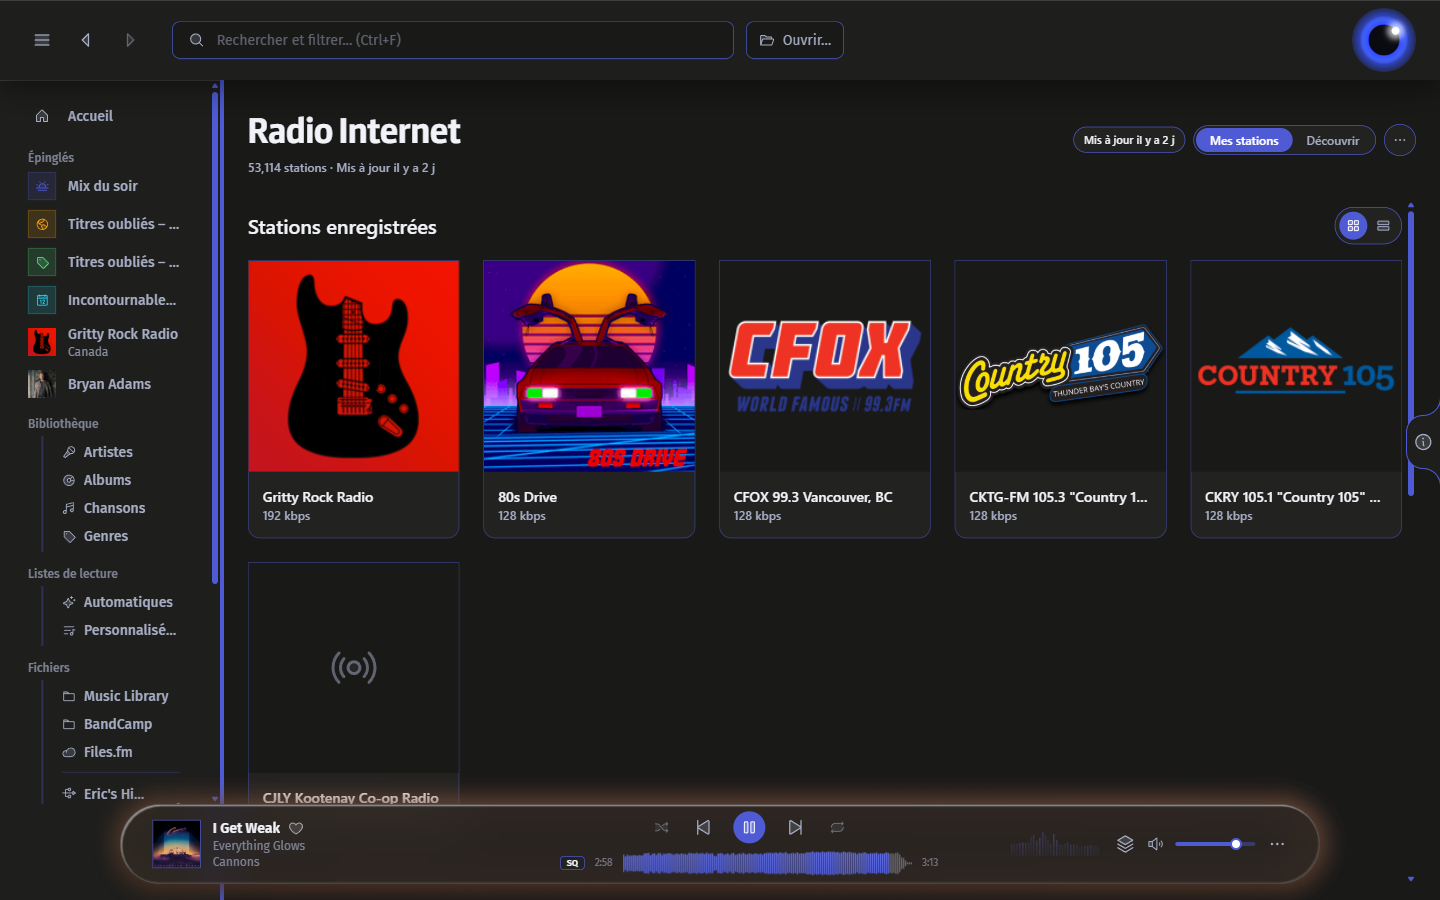 Rechercher et filtrer... (Ctrl+F)
Ouvrir...
Accueil
Épinglés
Mix du soir
Titres oubliés – ...
Titres oubliés – ...
Incontournable...
Gritty Rock Radio
Canada
Bryan Adams
Bibliothèque
Artistes
Albums
Chansons
Genres
Listes de lecture
Automatiques
Personnalisé...
Fichiers
Music Library
BandCamp
Files.fm
Eric's Hi...
Radio Internet
53,114 stations · Mis à jour il y a 2 j
Mis à jour il y a 2 j
Mes stations
Découvrir
Stations enregistrées
80S DRIVE
CFOX
WORLD FAMOUS // 99.3FM
Country 105
THUNDER BAY'S COUNTRY
COUNTRY 105
Gritty Rock Radio
192 kbps
80s Drive
128 kbps
CFOX 99.3 Vancouver, BC
128 kbps
CKTG-FM 105.3 "Country 1...
128 kbps
CKRY 105.1 "Country 105" ...
128 kbps
CJLY Kootenay Co-op Radio
I Get Weak
Everything Glows
Cannons
SQ
2:58
3:13